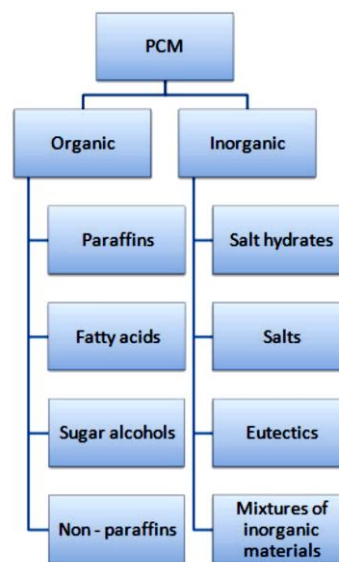 PCM
Organic
Inorganic
Paraffins
Salt hydrates
Fatty acids
Salts
Sugar alcohols
Eutectics
Non - paraffins
Mixtures of
inorganic
materials